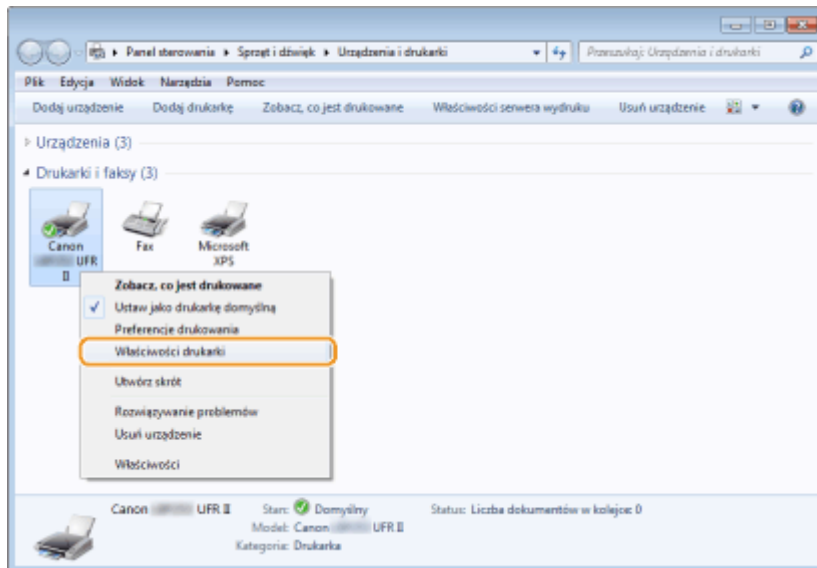 Panel sterowania Sprzęt i dźwięk Urządzenia i drukarki Przeszukaj: Urządzenia i drukarki
Plik Edycja Widok Narzędzia Pomoc
Dodaj urządzenie Dodaj drukarkę Zobacz, co jest drukowane Właściwości serwera wydruku Usuń urządzenie
Urządzenia (3)
Drukarki i faksy (3)
Canon
UFR
II
Fax
Microsoft
XPS
Zobacz, co jest drukowane
Ustaw jako drukarkę domyślną
Preferencje drukowania
Właściwości drukarki
Utwórz skrót
Rozwiązywanie problemów
Usuń urządzenie
Właściwości
Canon UFR II Stan: Domyślny Status: Liczba dokumentów w kolejce: 0
Model: Canon UFR II
Kategoria: Drukarka